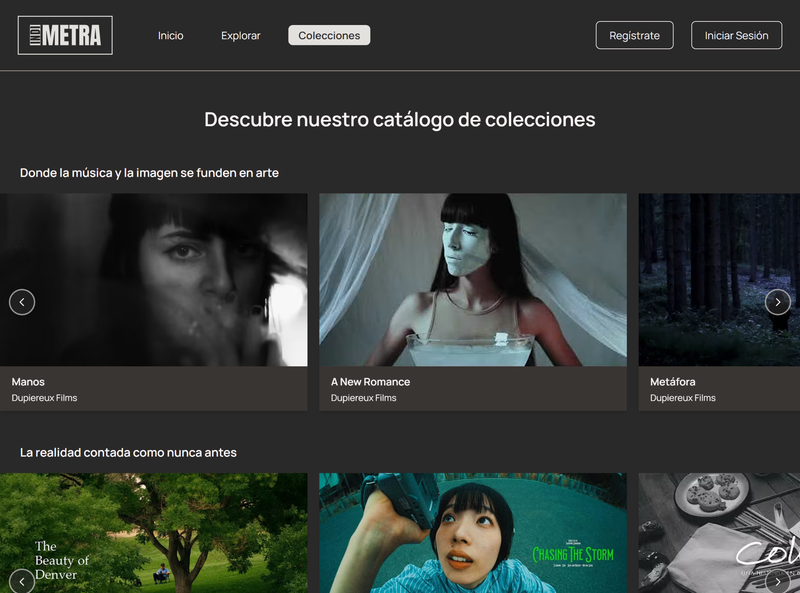 INDI METRA
Inicio
Explorar
Colecciones
Regístrate
Iniciar Sesión
Descubre nuestro catálogo de colecciones
Donde la música y la imagen se funden en arte
Manos
Dupiereux Films
A New Romance
Dupiereux Films
Metáfora
Dupiereux Films
La realidad contada como nunca antes
The
Beauty of
Denver
CHASING THE STORM